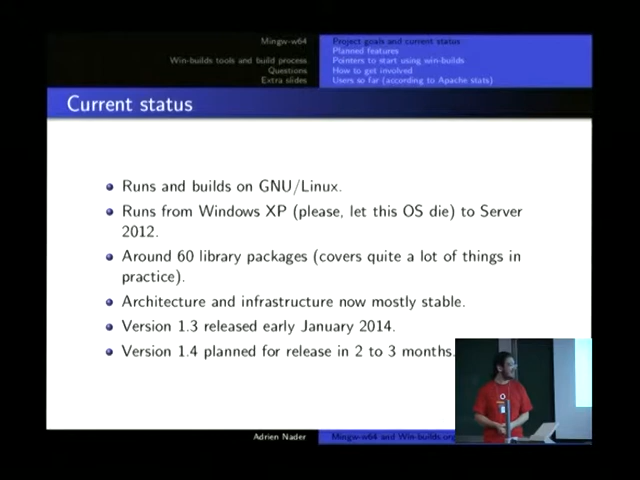 Mingw-w64
Win-builds tools and build process
Questions
Extra slides
Project goals and current status
Planned features
Pointers to start using win-builds
How to get involved
Users so far (according to Apache stats)
Current status
Runs and builds on GNU/Linux.
Runs from Windows XP (please, let this OS die) to Server
2012.
Around 60 library packages (covers quite a lot of things in
practice).
Architecture and infrastructure now mostly stable.
Version 1.3 released early January 2014.
Version 1.4 planned for release in 2 to 3 months.
Adrien Nader
Mingw-w64 and Win-builds.org